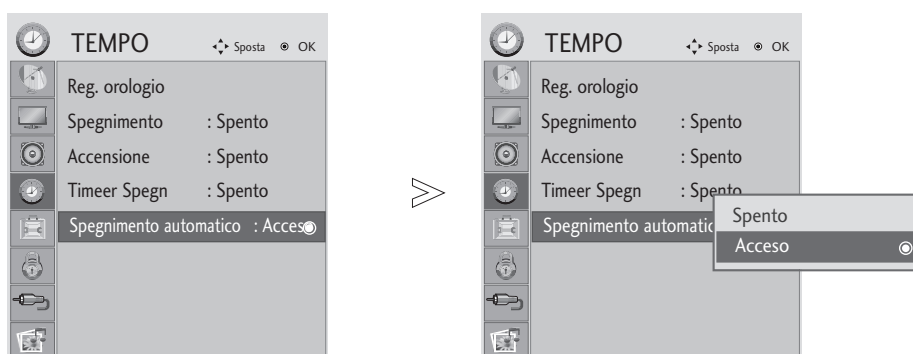 TEMPO Sposta OK
Reg. orologio
Spegnimento : Spento
Accensione : Spento
Timeer Spegn : Spento
Spegnimento automatico : Acceso
TEMPO Sposta OK
Reg. orologio
Spegnimento : Spento
Accensione : Spento
Timeer Spegn : Spento
Spegnimento automatic
Spento
Acceso